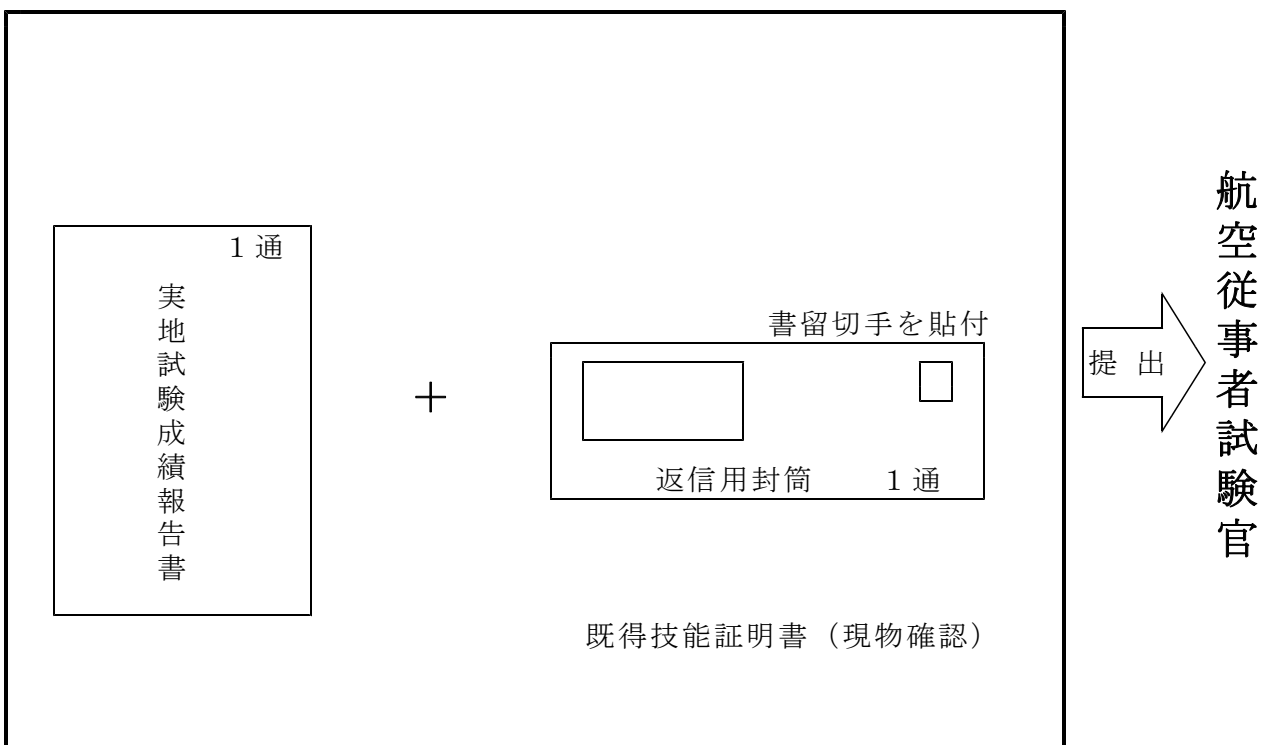 1通
実地試験成績報告書
+
書留切手を貼付
返信用封筒 1通
既得技能証明書（現物確認）
提出
航空従事者試験官